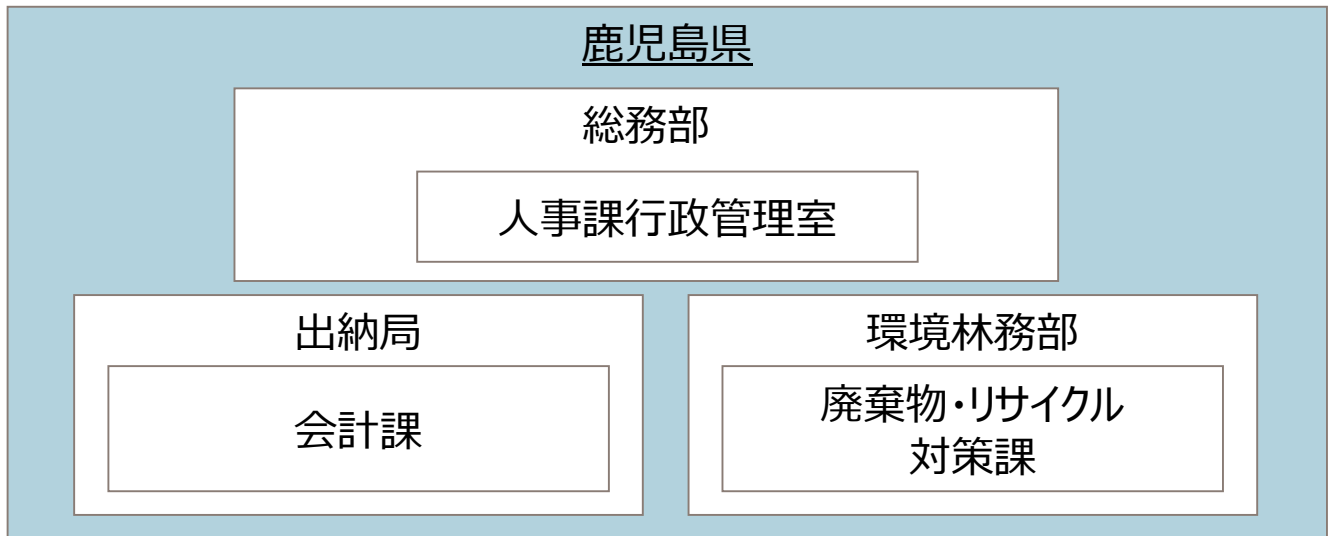 鹿児島県
総務部
人事課行政管理室
出納局
会計課
環境林務部
廃棄物・リサイクル
対策課